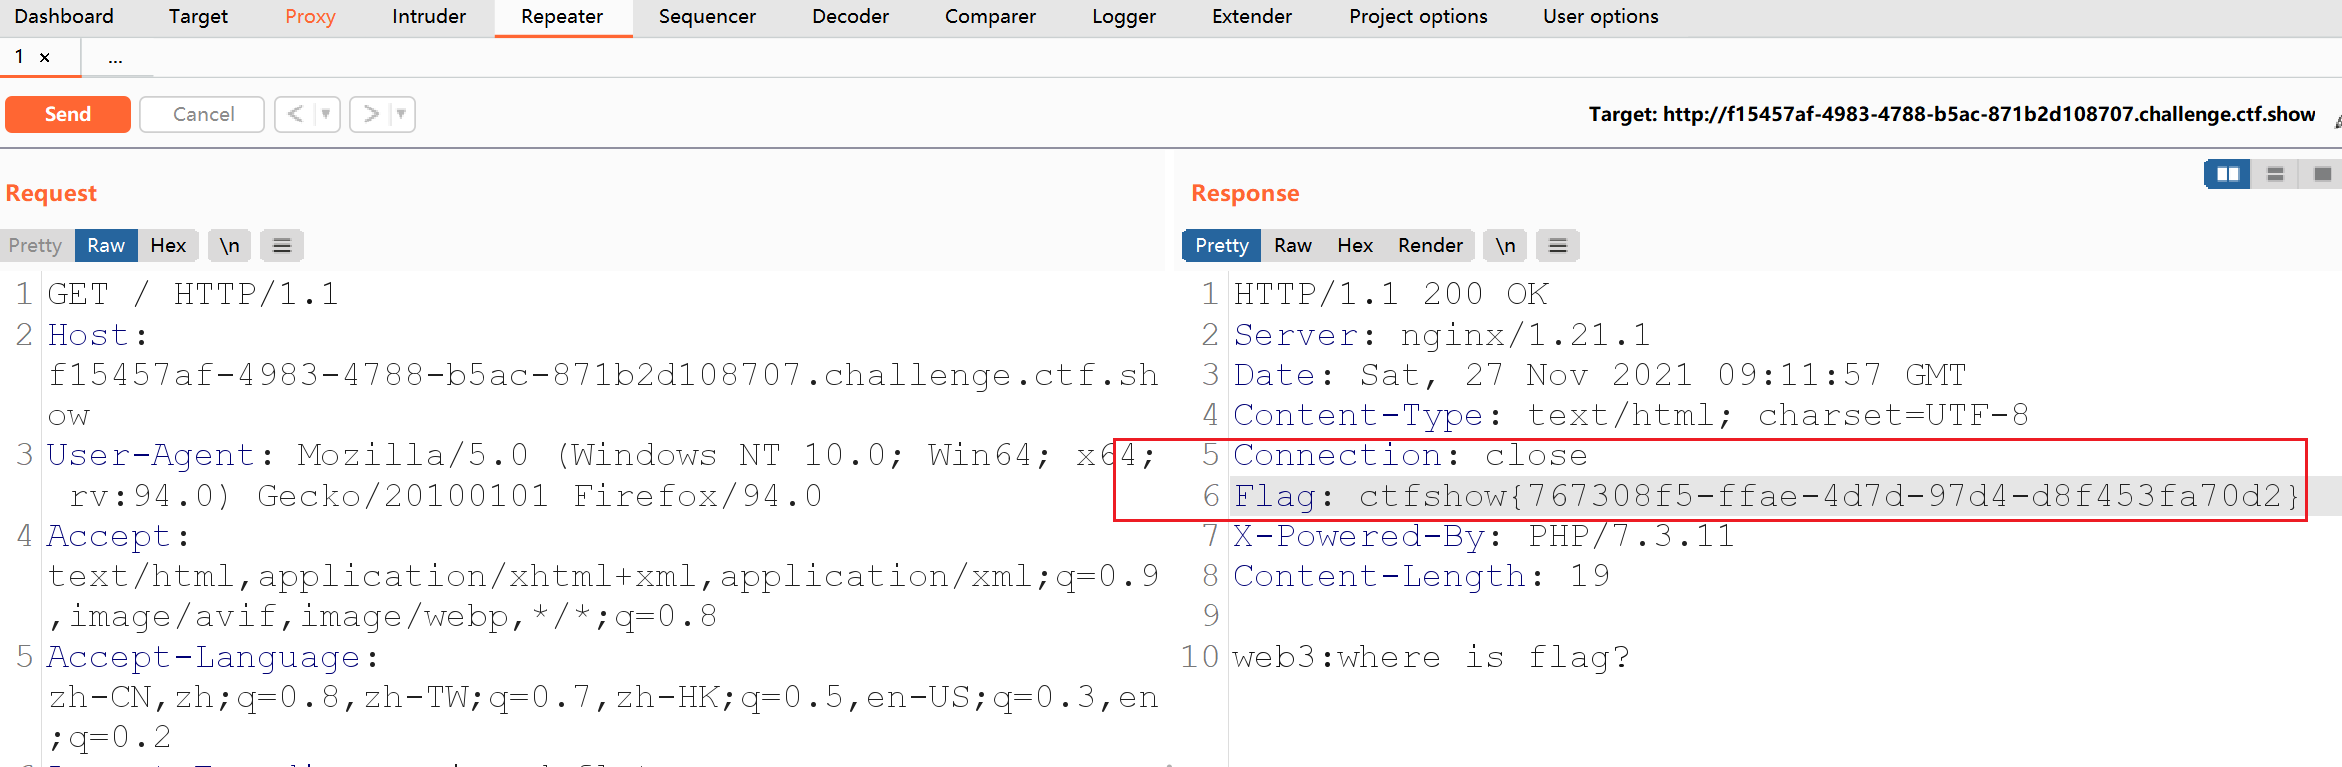 Dashboard Target Proxy Intruder Repeater Sequencer Decoder Comparer Logger Extender Project options User options
1 × ...
Send Cancel < >
Target: http://f15457af-4983-4788-b5ac-871b2d108707.challenge.ctf.show
Request
Pretty Raw Hex \n
1 GET / HTTP/1.1
2 Host:
f15457af-4983-4788-b5ac-871b2d108707.challenge.ctf.sh
ow
3 User-Agent: Mozilla/5.0 (Windows NT 10.0; Win64; x64;
rv:94.0) Gecko/20100101 Firefox/94.0
4 Accept:
text/html,application/xhtml+xml,application/xml;q=0.9
,image/avif,image/webp,*/*;q=0.8
5 Accept-Language:
zh-CN,zh;q=0.8,zh-TW;q=0.7,zh-HK;q=0.5,en-US;q=0.3,en
;q=0.2
Response
Pretty Raw Hex Render \n
1 HTTP/1.1 200 OK
2 Server: nginx/1.21.1
3 Date: Sat, 27 Nov 2021 09:11:57 GMT
4 Content-Type: text/html; charset=UTF-8
5 Connection: close
6 Flag: ctfshow{767308f5-ffae-4d7d-97d4-d8f453fa70d2}
7 X-Powered-By: PHP/7.3.11
8 Content-Length: 19
9
10 web3:where is flag?